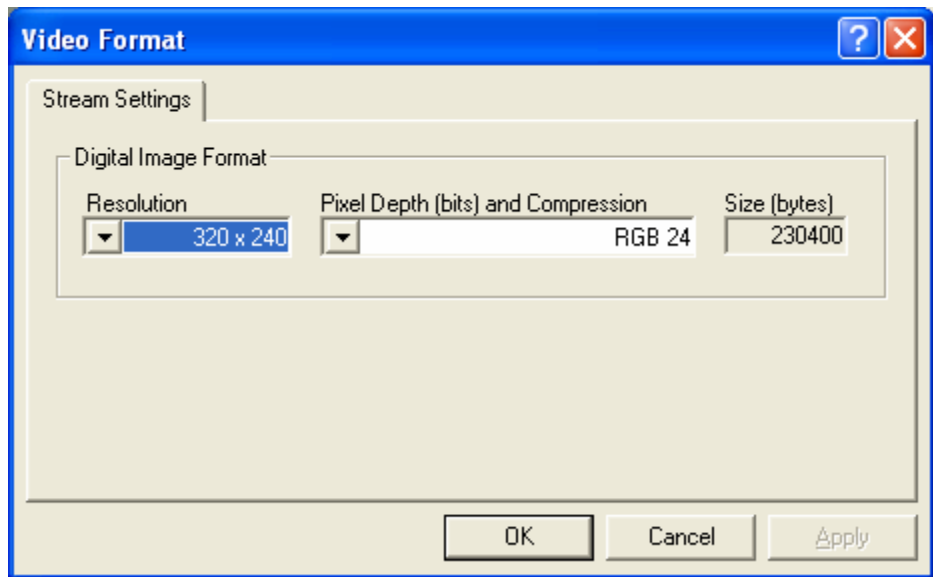 Video Format
Stream Settings
Digital Image Format
Resolution Pixel Depth (bits) and Compression Size (bytes)
320 x 240 RGB 24 230400
OK Cancel Apply